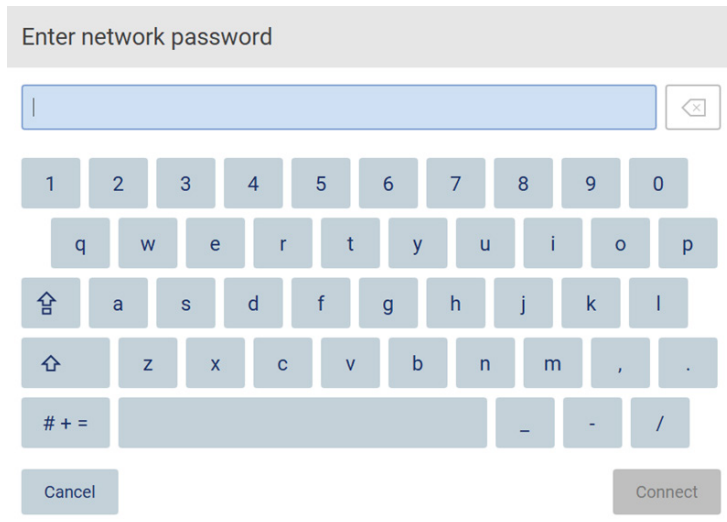 Enter network password
1 2 3 4 5 6 7 8 9 0
q w e r t y u i o p
a s d f g h j k l
z x c v b n m , .
# + = _ - /
Cancel Connect